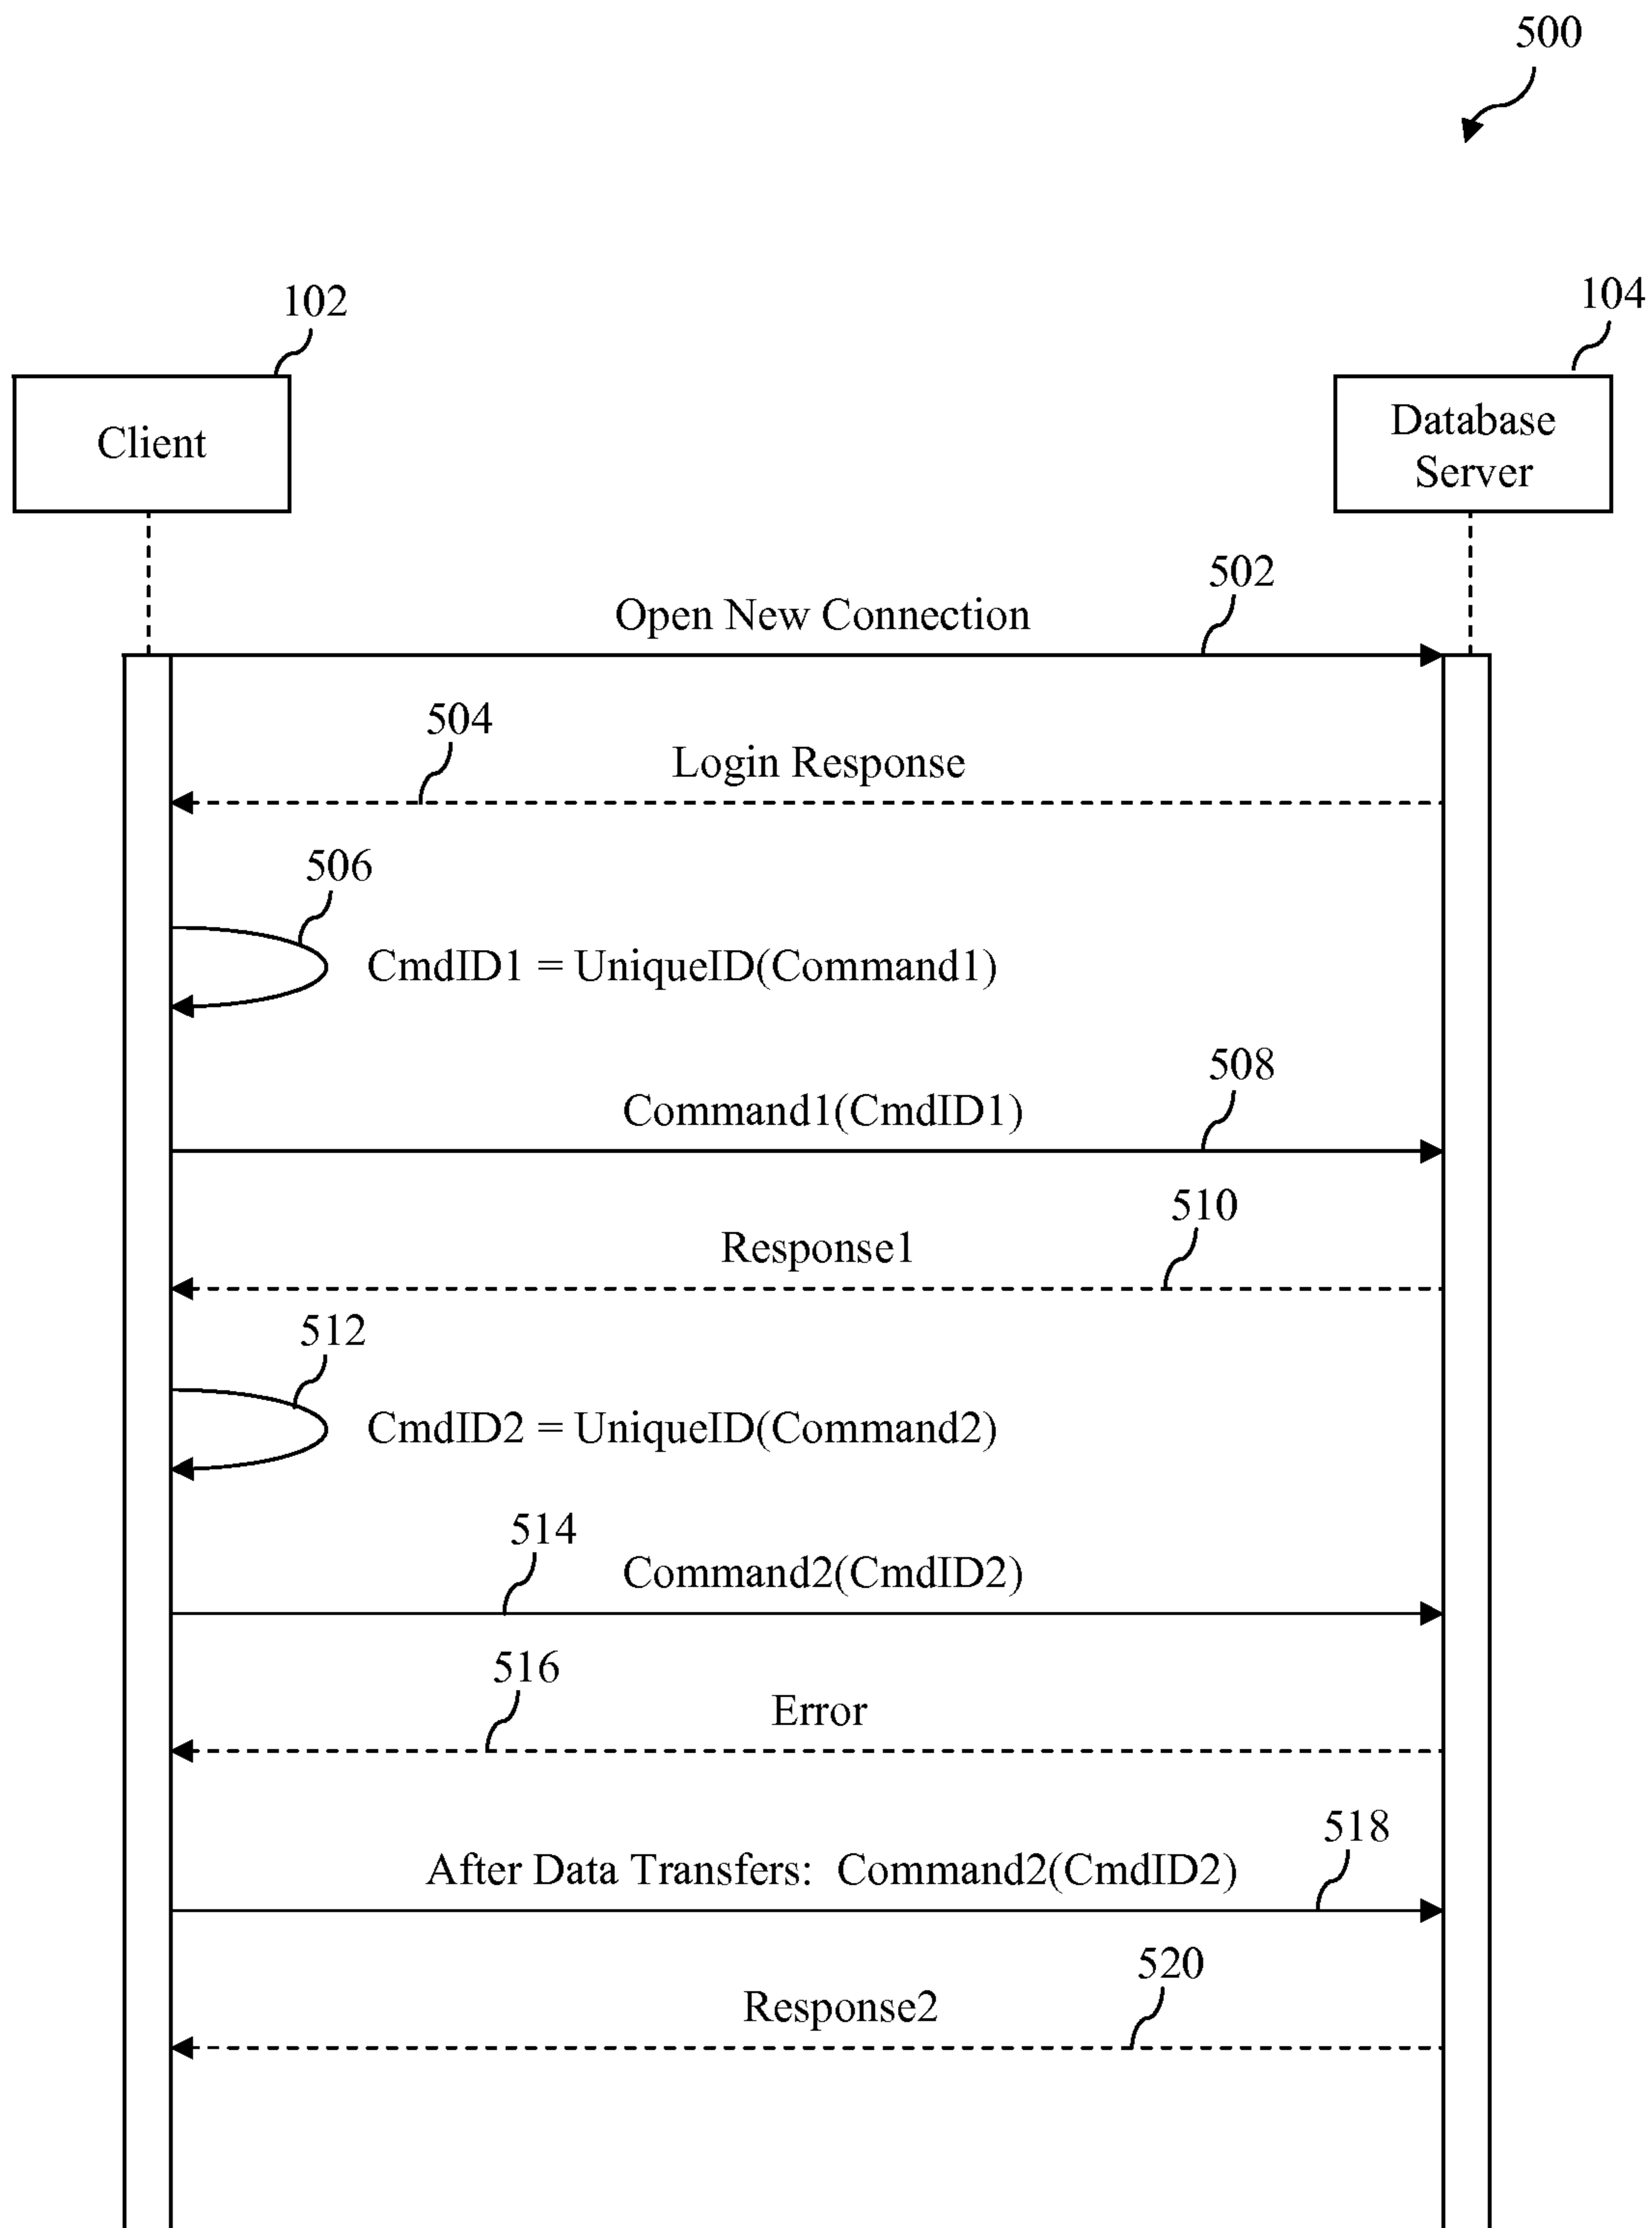 500
102
104
Client
Database
Server
502
Open New Connection
504
Login Response
506
CmdID1 = UniqueID(Command1)
508
Command1(CmdID1)
510
Response1
512
CmdID2 = UniqueID(Command2)
514
Command2(CmdID2)
516
Error
518
After Data Transfers:  Command2(CmdID2)
520
Response2